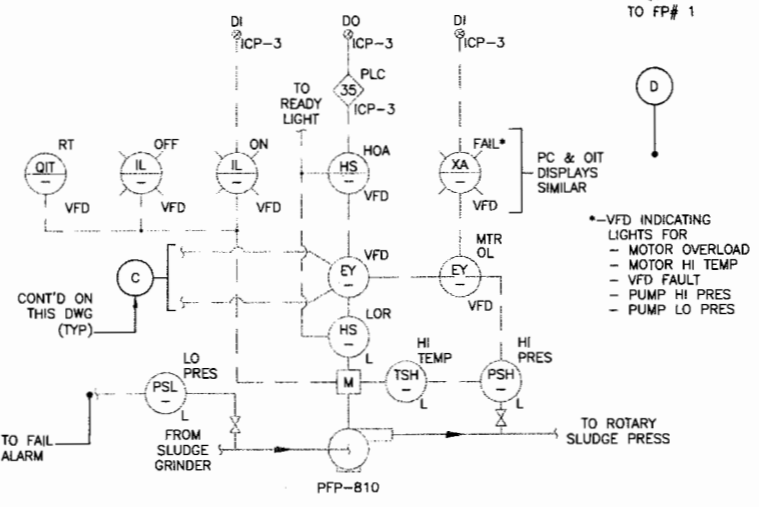 TO FP# 1
DI
ICP-3
DO
ICP-3
DI
ICP-3
PLC
35
ICP-3
TO
READY
LIGHT
D
RT
QIT
-
VFD
OFF
IL
-
VFD
ON
IL
-
VFD
HOA
HS
-
VFD
FAIL*
XA
-
VFD
PC & OIT
DISPLAYS
SIMILAR
*-VFD INDICATING
LIGHTS FOR
- MOTOR OVERLOAD
- MOTOR HI TEMP
- VFD FAULT
- PUMP HI PRES
- PUMP LO PRES
C
CONT'D ON
THIS DWG
(TYP)
VFD
EY
-
MTR
OL
EY
-
VFD
LOR
HS
-
L
LO
PRES
PSL
-
L
M
HI
TEMP
TSH
-
L
HI
PRES
PSH
-
L
TO FAIL
ALARM
FROM
SLUDGE
GRINDER
TO ROTARY
SLUDGE PRESS
PFP-810